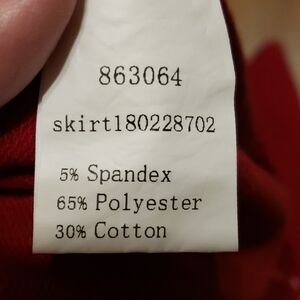 863064
skirt180228702
5% Spandex
65% Polyester
30% Cotton